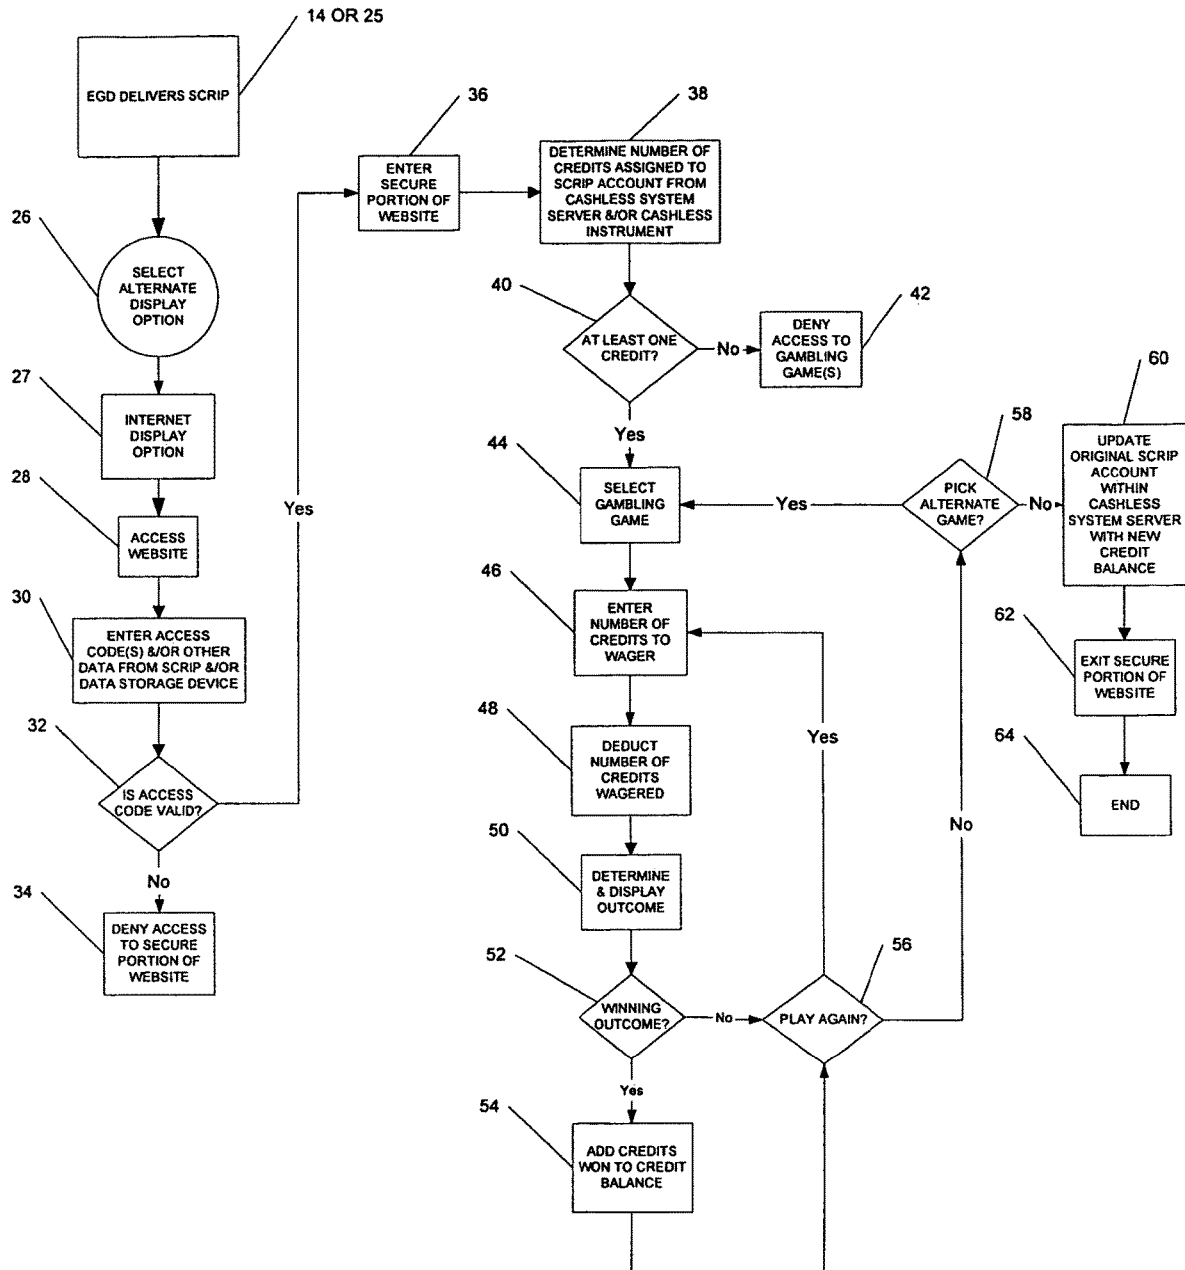 14 OR 25
EGD DELIVERS SCRIP
26
SELECT
ALTERNATE
DISPLAY
OPTION
27
INTERNET
DISPLAY
OPTION
28
ACCESS
WEBSITE
30
ENTER ACCESS
CODE(S) &/OR OTHER
DATA FROM SCRIP &/OR
DATA STORAGE DEVICE
32
IS ACCESS
CODE VALID?
Yes
No
34
DENY ACCESS
TO SECURE
PORTION OF
WEBSITE
36
ENTER
SECURE
PORTION OF
WEBSITE
38
DETERMINE NUMBER OF
CREDITS ASSIGNED TO
SCRIP ACCOUNT FROM
CASHLESS SYSTEM
SERVER &/OR CASHLESS
INSTRUMENT
40
AT LEAST ONE
CREDIT?
No
42
DENY
ACCESS TO
GAMBLING
GAME(S)
Yes
44
SELECT
GAMBLING
GAME
46
ENTER
NUMBER OF
CREDITS TO
WAGER
48
DEDUCT
NUMBER OF
CREDITS
WAGERED
50
DETERMINE
& DISPLAY
OUTCOME
52
WINNING
OUTCOME?
No
Yes
54
ADD CREDITS
WON TO CREDIT
BALANCE
56
PLAY AGAIN?
Yes
No
58
PICK
ALTERNATE
GAME?
Yes
No
60
UPDATE
ORIGINAL SCRIP
ACCOUNT
WITHIN
CASHLESS
SYSTEM SERVER
WITH NEW
CREDIT
BALANCE
62
EXIT SECURE
PORTION OF
WEBSITE
64
END